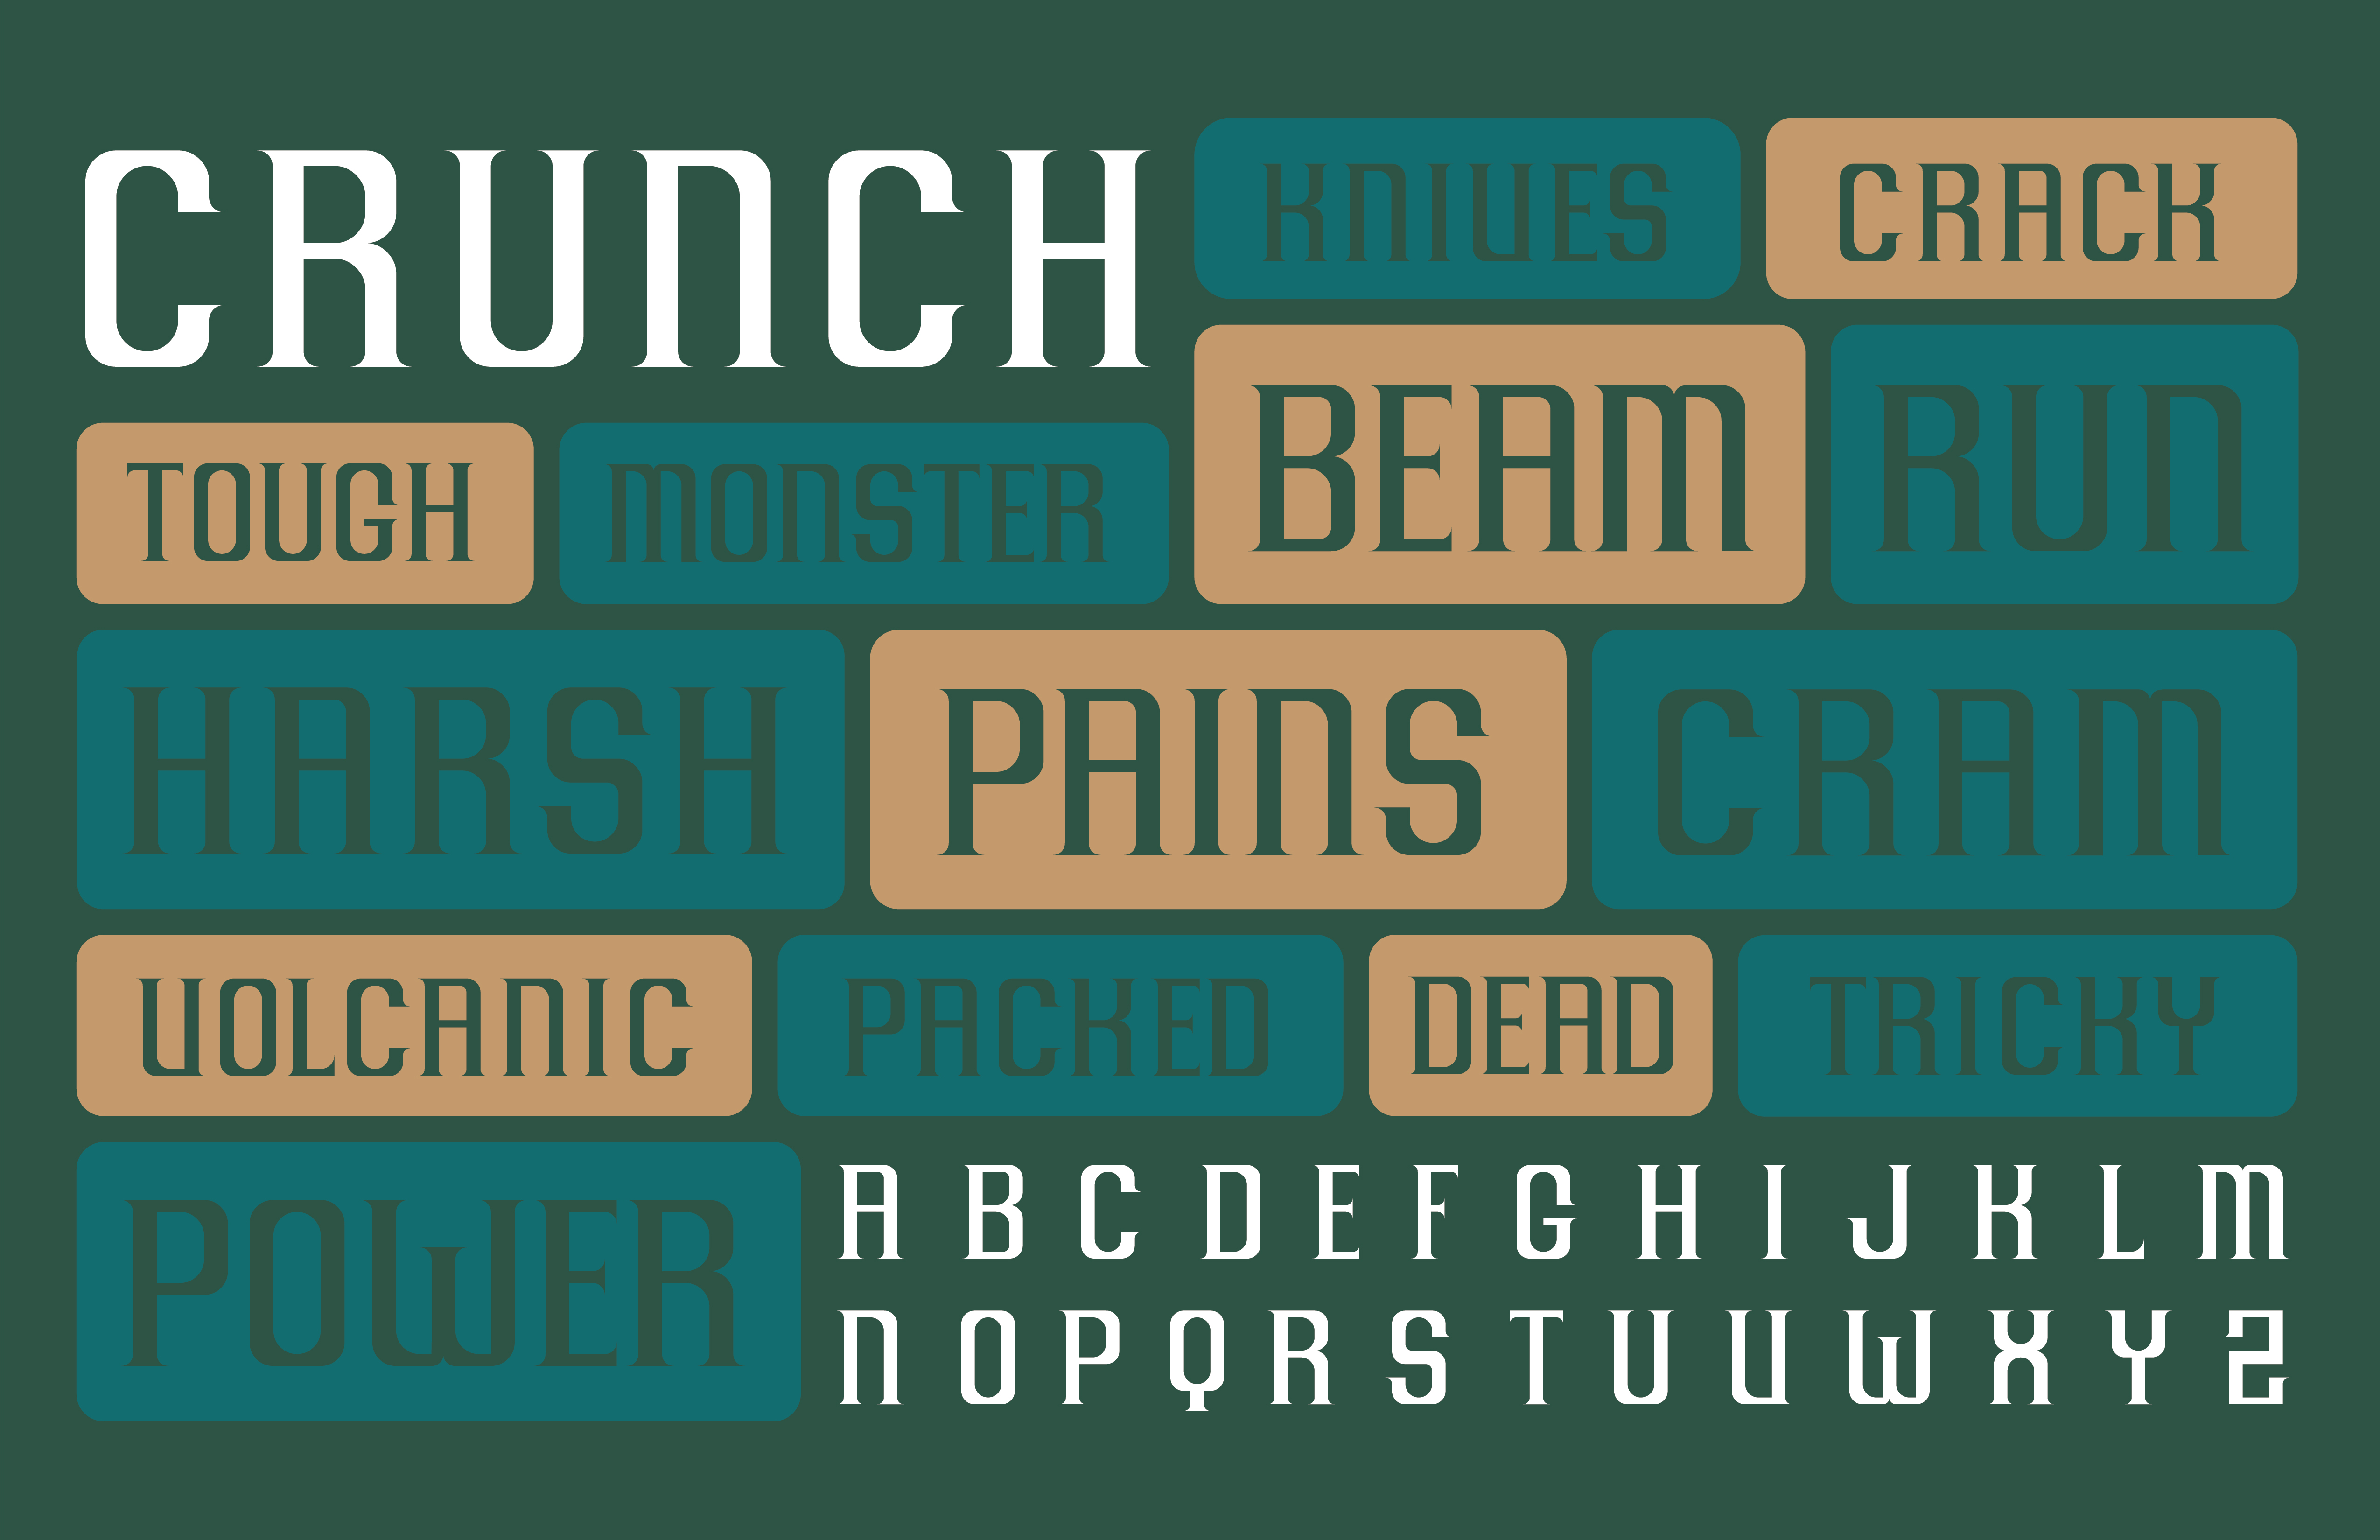 CRUNCH
KNIVES CRACK
BEAM RUN
TOUGH MONSTER
HARSH PAINS CRAM
VOLCANIC PACKED DEAD TRICKY
POWER
A B C D E F G H I J K L M
N O P Q R S T U V W X Y Z